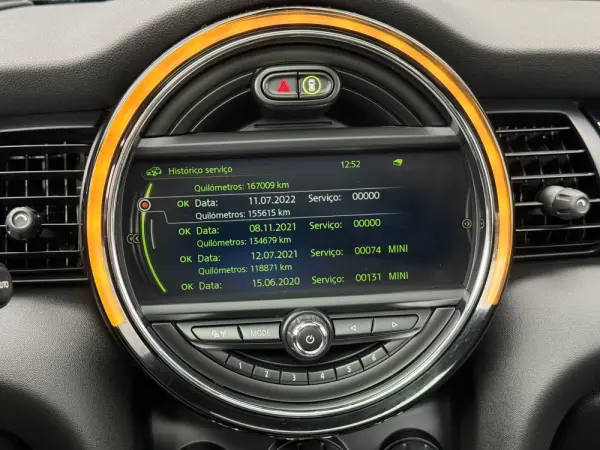 Histórico serviço 12:52
Quilómetros: 167009 km
OK Data: 11.07.2022 Serviço: 00000
Quilómetros: 155615 km
OK Data: 08.11.2021 Serviço: 00000
Quilómetros: 134679 km
OK Data: 12.07.2021 Serviço: 00074 MINI
Quilómetros: 118871 km
OK Data: 15.06.2020 Serviço: 00131 MINI
MODE
1 2 3 4 5 6
AUTO